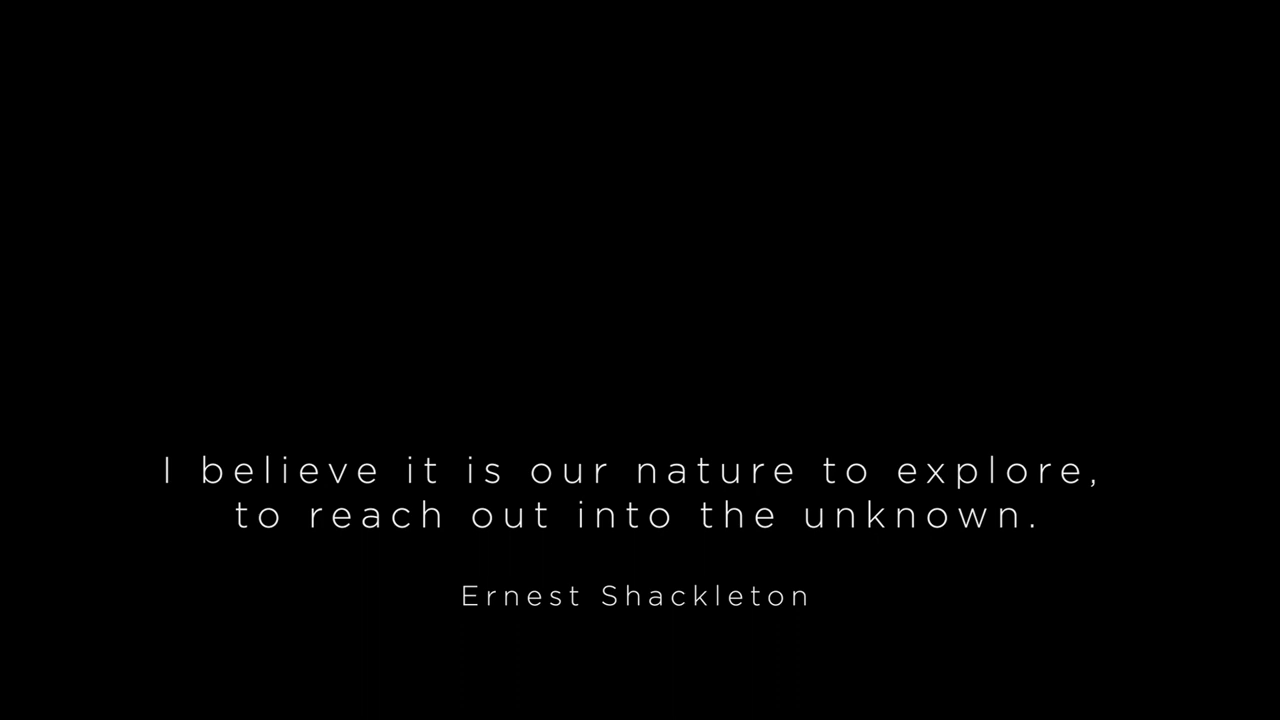 I believe it is our nature to explore,
to reach out into the unknown.
Ernest Shackleton